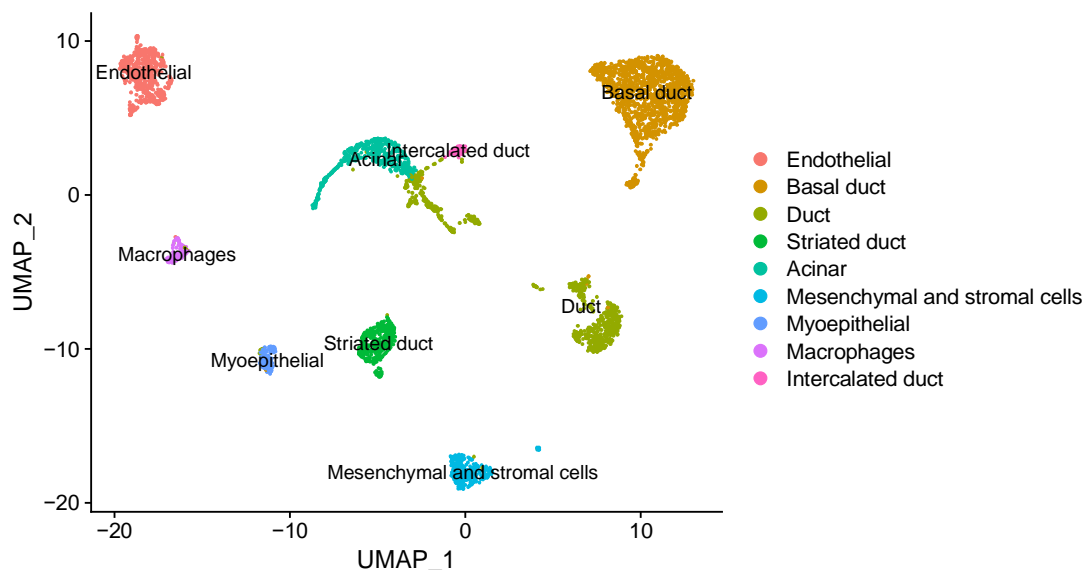 10
0
−10
−20
UMAP_2
−20
−10
0
10
UMAP_1
Endothelial
Basal duct
Intercalated duct
Acinar
Macrophages
Duct
Striated duct
Myoepithelial
Mesenchymal and stromal cells
Endothelial
Basal duct
Duct
Striated duct
Acinar
Mesenchymal and stromal cells
Myoepithelial
Macrophages
Intercalated duct